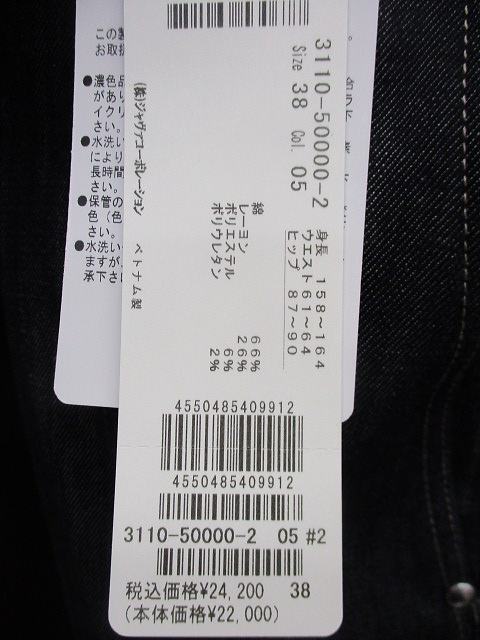 3110-50000-2
Size 38 Col. 05
身長 158～164
ウエスト 61～64
ヒップ 87～90
綿 66%
レーヨン 26%
ポリエステル 6%
ポリウレタン 2%
(株)ジャヴァコーポレーション ベトナム製
4550485409912
4550485409912
3110-50000-2 05 #2
税込価格¥24,200 38
(本体価格¥22,000)
この製
お取扱
●濃色品
があり
イクリ
さい。
●水洗い
により
長時間
さい。
●保管の
色（色
さい。
●水洗い
ますが、
承下さ